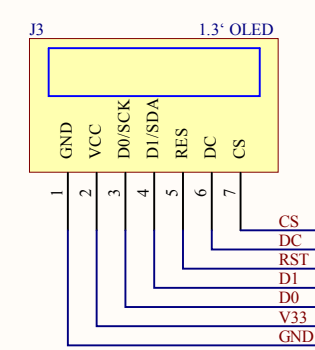 J3 1.3‘ OLED
GND
VCC
D0/SCK
D1/SDA
RES
DC
CS
1
2
3
4
5
6
7
CS
DC
RST
D1
D0
V33
GND